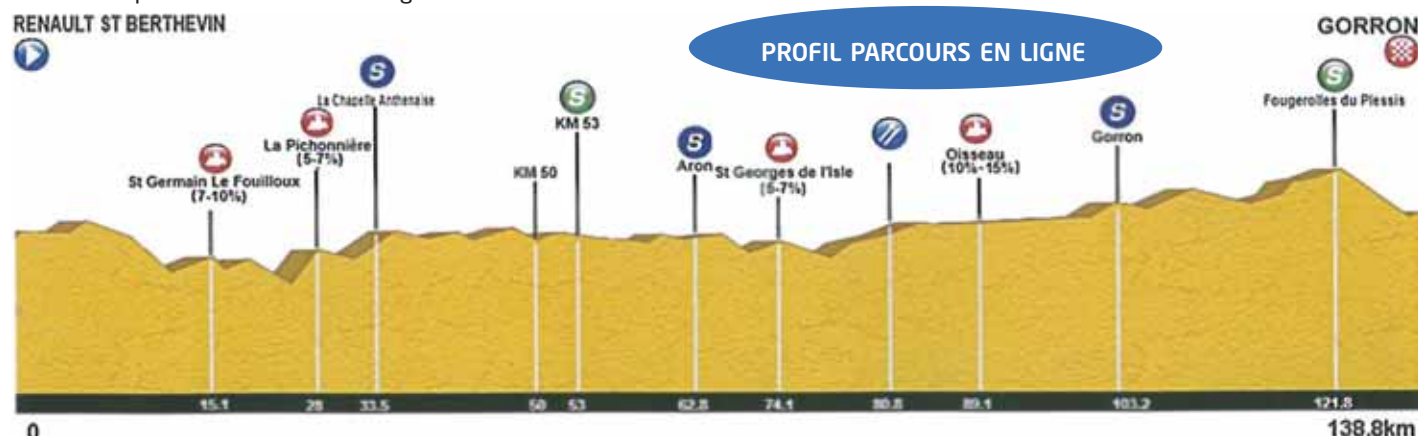 RENAULT ST BERTHEVIN
PROFIL PARCOURS EN LIGNE
GORRON
S
La Chapelle Anthenaise
S
KM 53
S
Fougerolles du Plessis
La Pichonnière
(5-7%)
S
Gorron
St Germain Le Fouilloux
(7-10%)
KM 50
S
Aron
St Georges de l'Isle
(5-7%)
Oisseau
(10%-15%)
15.1 28 33.5 50 53 62.8 74.1 80.8 89.1 103.2 121.8
0
138.8km